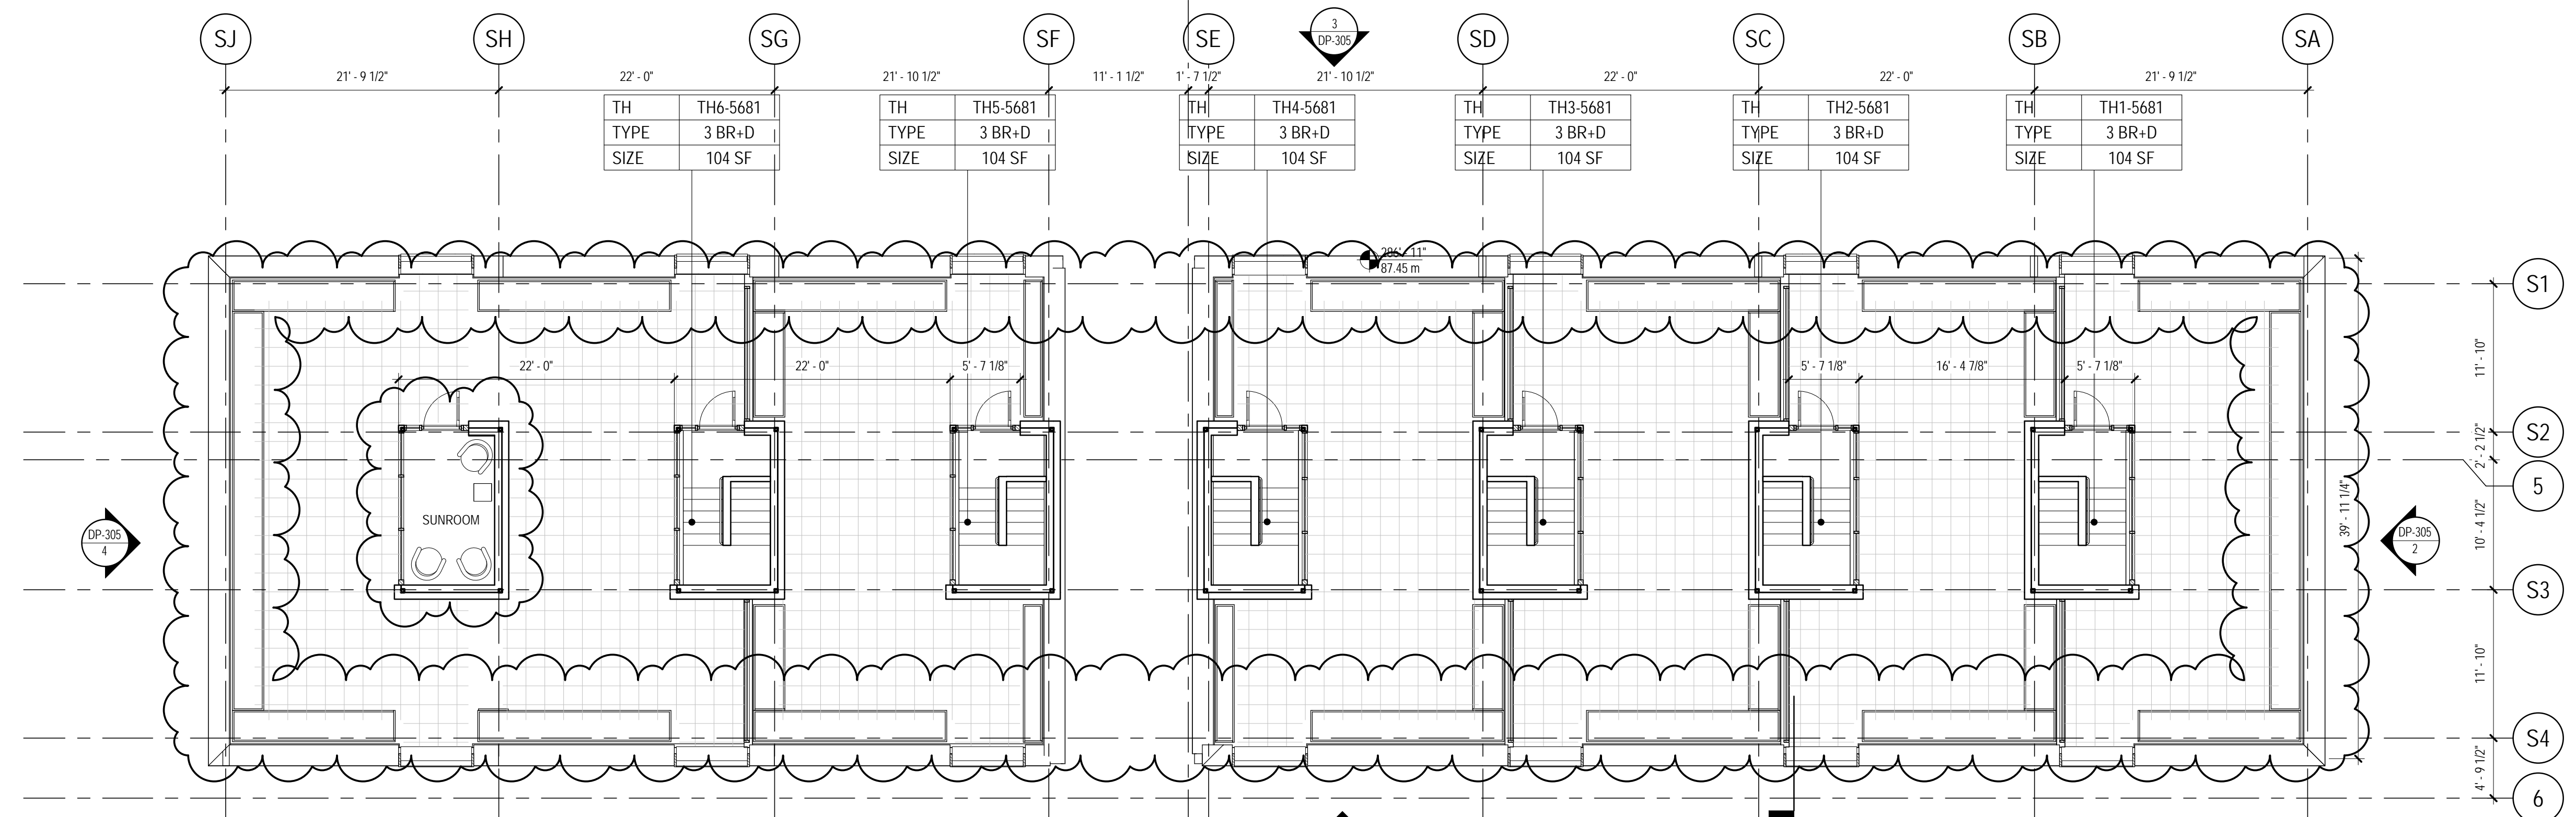 SJ SH SG SF SE SD SC SB SA
3
DP-305
21' - 9 1/2" 22' - 0" 21' - 10 1/2" 11' - 1 1/2" 1' - 7 1/2" 21' - 10 1/2" 22' - 0" 22' - 0" 21' - 9 1/2"
TH TH6-5681
TYPE 3 BR+D
SIZE 104 SF
TH TH5-5681
TYPE 3 BR+D
SIZE 104 SF
TH TH4-5681
TYPE 3 BR+D
SIZE 104 SF
TH TH3-5681
TYPE 3 BR+D
SIZE 104 SF
TH TH2-5681
TYPE 3 BR+D
SIZE 104 SF
TH TH1-5681
TYPE 3 BR+D
SIZE 104 SF
286' - 11"
87.45 m
S1
11' - 10"
22' - 0" 22' - 0" 5' - 7 1/8" 5' - 7 1/8" 16' - 4 7/8" 5' - 7 1/8"
S2
2' - 2 1/2"
5
SUNROOM
39' - 11 1/4"
10' - 4 1/2"
DP-305
4
DP-305
2
S3
11' - 10"
S4
4' - 9 1/2"
6